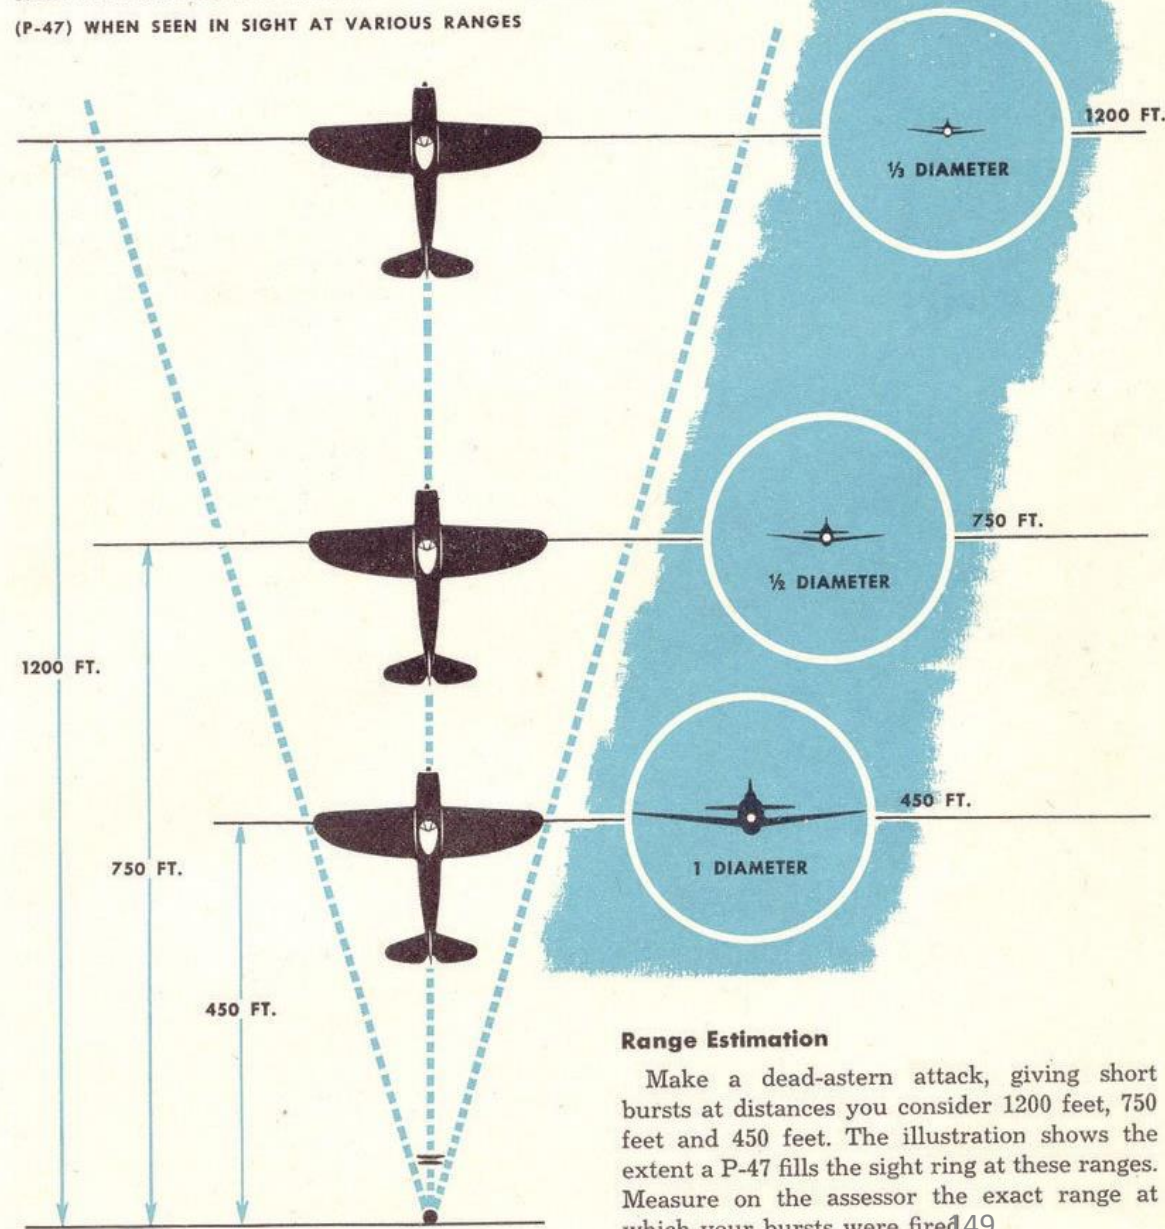 (P-47) WHEN SEEN IN SIGHT AT VARIOUS RANGES
1200 FT.
⅓ DIAMETER
750 FT.
½ DIAMETER
1200 FT.
450 FT.
750 FT.
1 DIAMETER
450 FT.
Range Estimation
Make a dead-astern attack, giving short
bursts at distances you consider 1200 feet, 750
feet and 450 feet. The illustration shows the
extent a P-47 fills the sight ring at these ranges.
Measure on the assessor the exact range at
which your bursts were fired
149